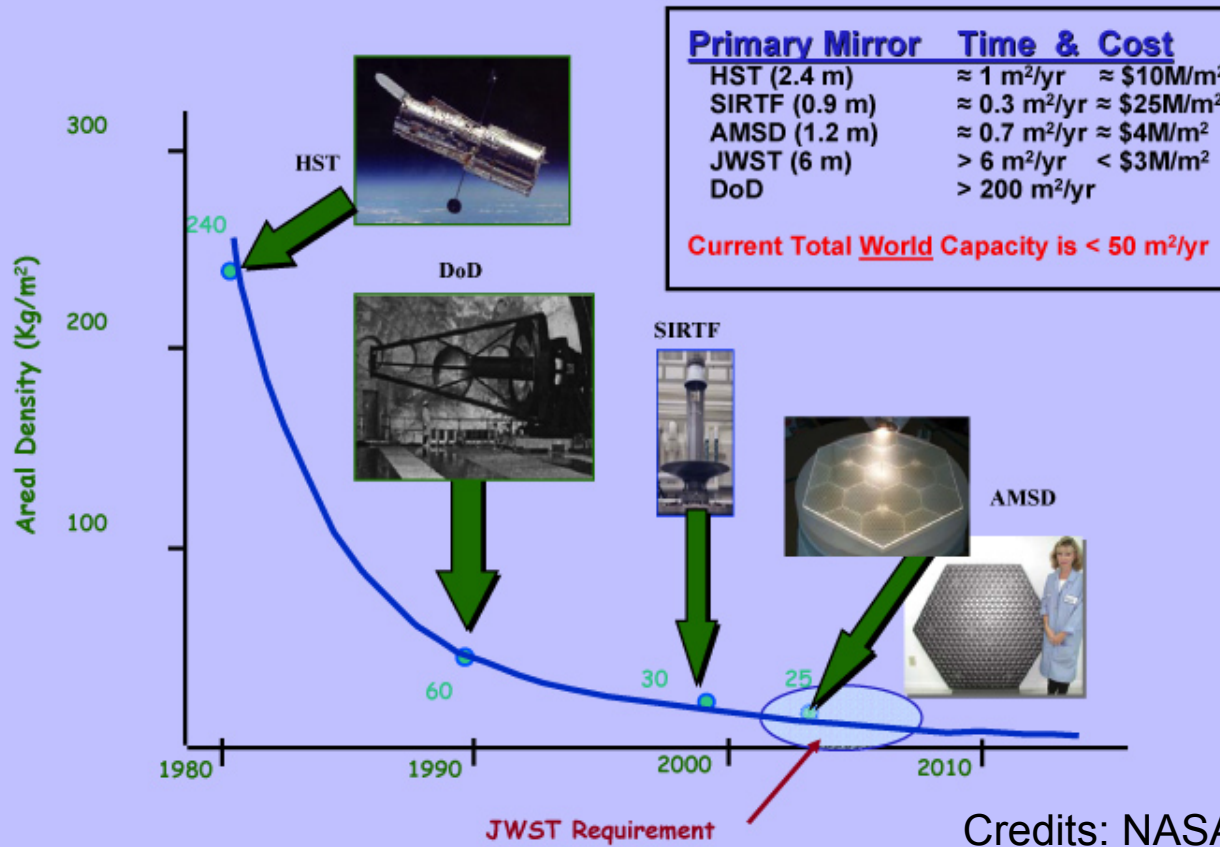 Primary Mirror Time & Cost
HST (2.4 m) ≈ 1 m²/yr ≈ $10M/m²
SIRTF (0.9 m) ≈ 0.3 m²/yr ≈ $25M/m²
AMSD (1.2 m) ≈ 0.7 m²/yr ≈ $4M/m²
JWST (6 m) > 6 m²/yr < $3M/m²
DoD > 200 m²/yr
Current Total World Capacity is < 50 m²/yr
Areal Density (Kg/m²)
300
200
100
HST
240
DoD
60
SIRTF
30
AMSD
25
1980
1990
2000
2010
JWST Requirement
Credits: NASA